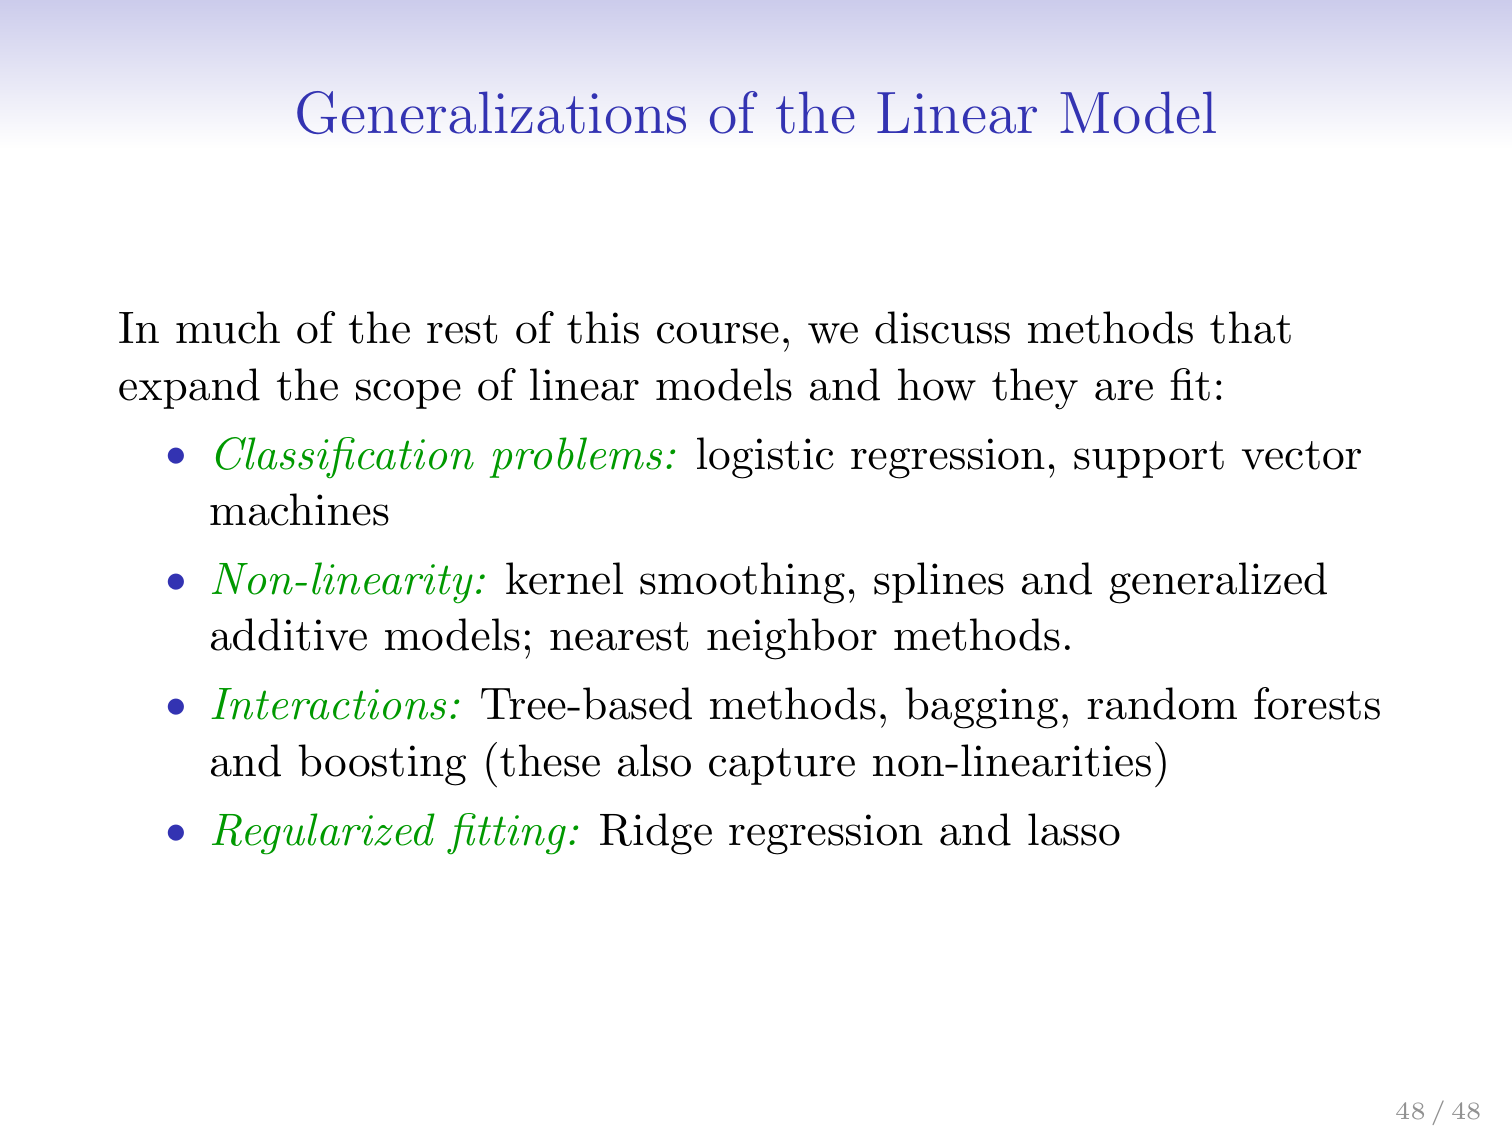 Generalizations of the Linear Model
In much of the rest of this course, we discuss methods that
expand the scope of linear models and how they are fit:
• Classification problems: logistic regression, support vector
machines
• Non-linearity: kernel smoothing, splines and generalized
additive models; nearest neighbor methods.
• Interactions: Tree-based methods, bagging, random forests
and boosting (these also capture non-linearities)
• Regularized fitting: Ridge regression and lasso
48 / 48